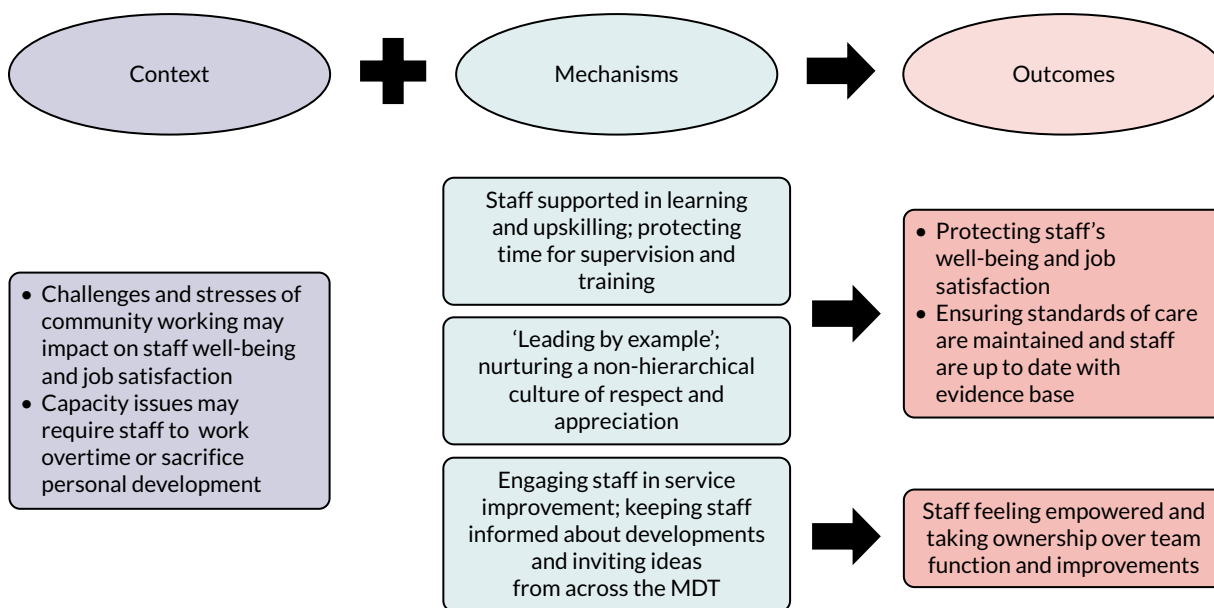 Context
Mechanisms
Outcomes
• Challenges and stresses of
community working may
impact on staff well-being
and job satisfaction
• Capacity issues may
require staff to work
overtime or sacrifice
personal development
Staff supported in learning
and upskilling; protecting
time for supervision and
training
‘Leading by example’;
nurturing a non-hierarchical
culture of respect and
appreciation
Engaging staff in service
improvement; keeping staff
informed about developments
and inviting ideas
from across the MDT
• Protecting staff’s
well-being and job
satisfaction
• Ensuring standards of care
are maintained and staff
are up to date with
evidence base
Staff feeling empowered and
taking ownership over team
function and improvements